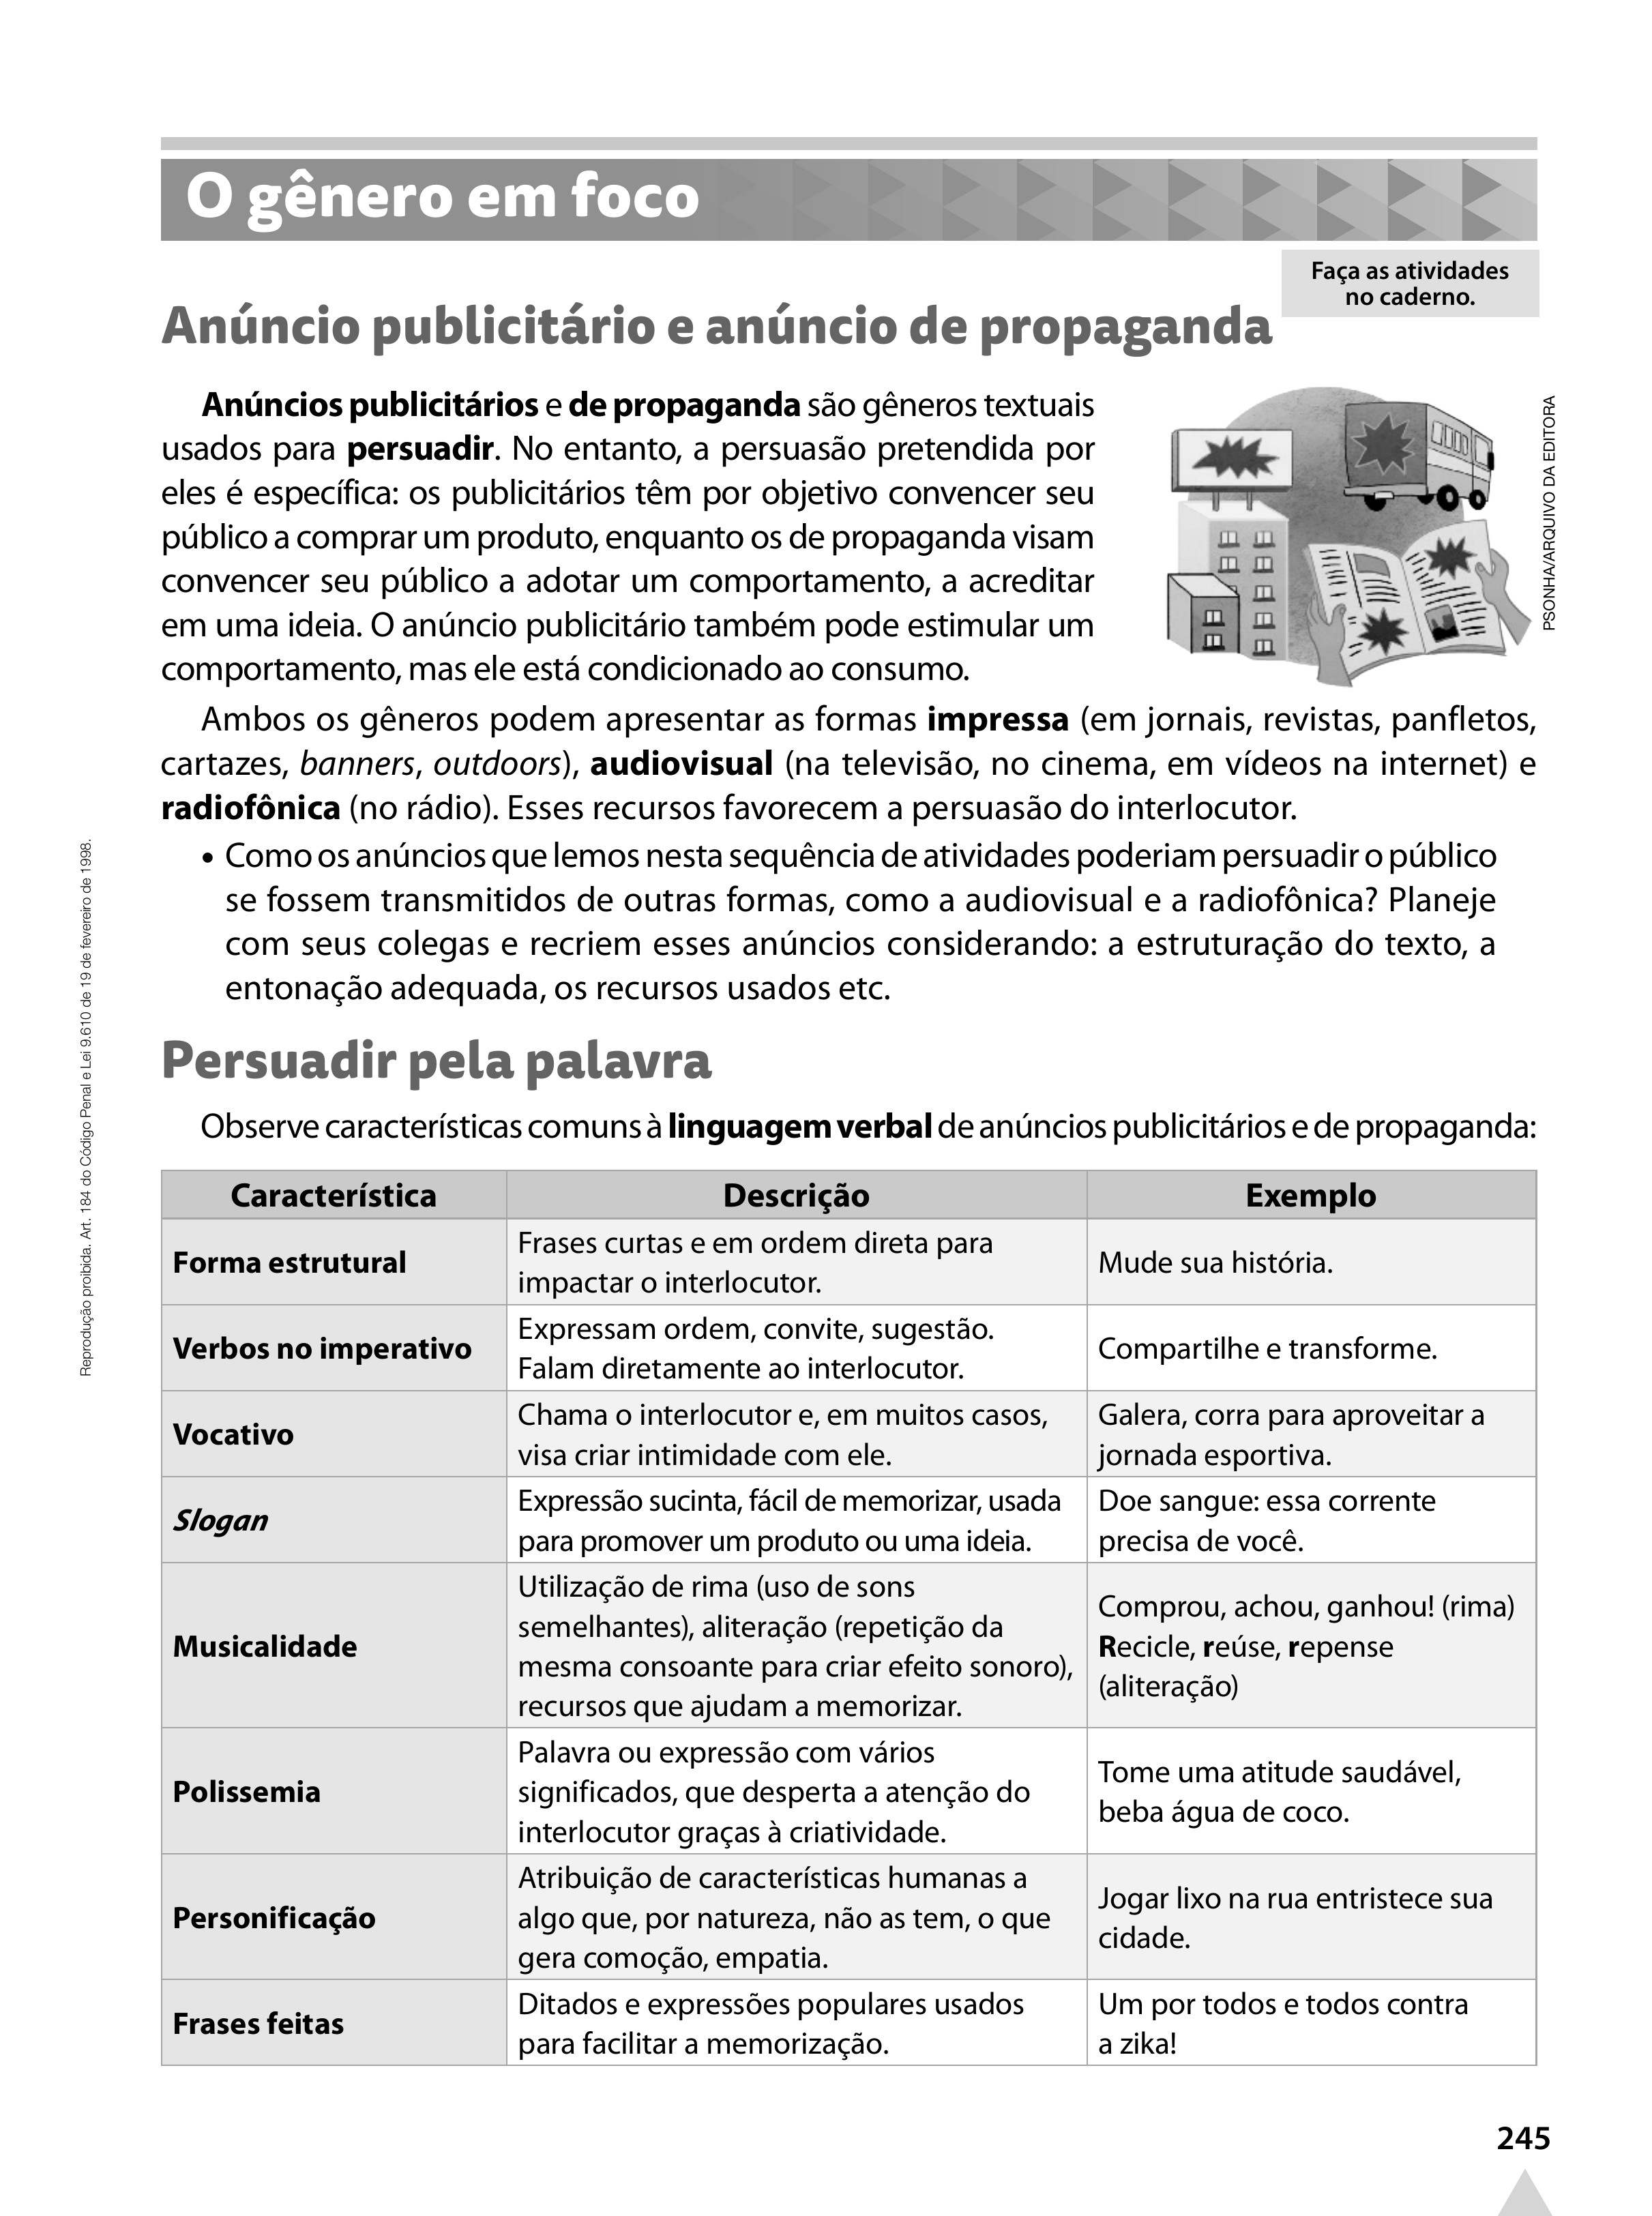 O gênero em foco
Faça as atividades
no caderno.
Anúncio publicitário e anúncio de propaganda
Anúncios publicitários e de propaganda são gêneros textuais
usados para persuadir. No entanto, a persuasão pretendida por
eles é específica: os publicitários têm por objetivo convencer seu
público a comprar um produto, enquanto os de propaganda visam
convencer seu público a adotar um comportamento, a acreditar
em uma ideia. O anúncio publicitário também pode estimular um
comportamento, mas ele está condicionado ao consumo.
PSONHA/ARQUIVO DA EDITORA
Ambos os gêneros podem apresentar as formas impressa (em jornais, revistas, panfletos,
cartazes, banners, outdoors), audiovisual (na televisão, no cinema, em vídeos na internet) e
radiofônica (no rádio). Esses recursos favorecem a persuasão do interlocutor.
• Como os anúncios que lemos nesta sequência de atividades poderiam persuadir o público
se fossem transmitidos de outras formas, como a audiovisual e a radiofônica? Planeje
com seus colegas e recriem esses anúncios considerando: a estruturação do texto, a
entonação adequada, os recursos usados etc.
Persuadir pela palavra
Observe características comuns à linguagem verbal de anúncios publicitários e de propaganda:
Característica
Descrição
Exemplo
Forma estrutural
Frases curtas e em ordem direta para
impactar o interlocutor.
Mude sua história.
Verbos no imperativo
Expressam ordem, convite, sugestão.
Falam diretamente ao interlocutor.
Compartilhe e transforme.
Vocativo
Chama o interlocutor e, em muitos casos,
visa criar intimidade com ele.
Galera, corra para aproveitar a
jornada esportiva.
Slogan
Expressão sucinta, fácil de memorizar, usada
para promover um produto ou uma ideia.
Doe sangue: essa corrente
precisa de você.
Musicalidade
Utilização de rima (uso de sons
semelhantes), aliteração (repetição da
mesma consoante para criar efeito sonoro),
recursos que ajudam a memorizar.
Comprou, achou, ganhou! (rima)
Recicle, reúse, repense
(aliteração)
Polissemia
Palavra ou expressão com vários
significados, que desperta a atenção do
interlocutor graças à criatividade.
Tome uma atitude saudável,
beba água de coco.
Personificação
Atribuição de características humanas a
algo que, por natureza, não as tem, o que
gera comoção, empatia.
Jogar lixo na rua entristece sua
cidade.
Frases feitas
Ditados e expressões populares usados
para facilitar a memorização.
Um por todos e todos contra
a zika!
Reprodução proibida. Art. 184 do Código Penal e Lei 9.610 de 19 de fevereiro de 1998.
245